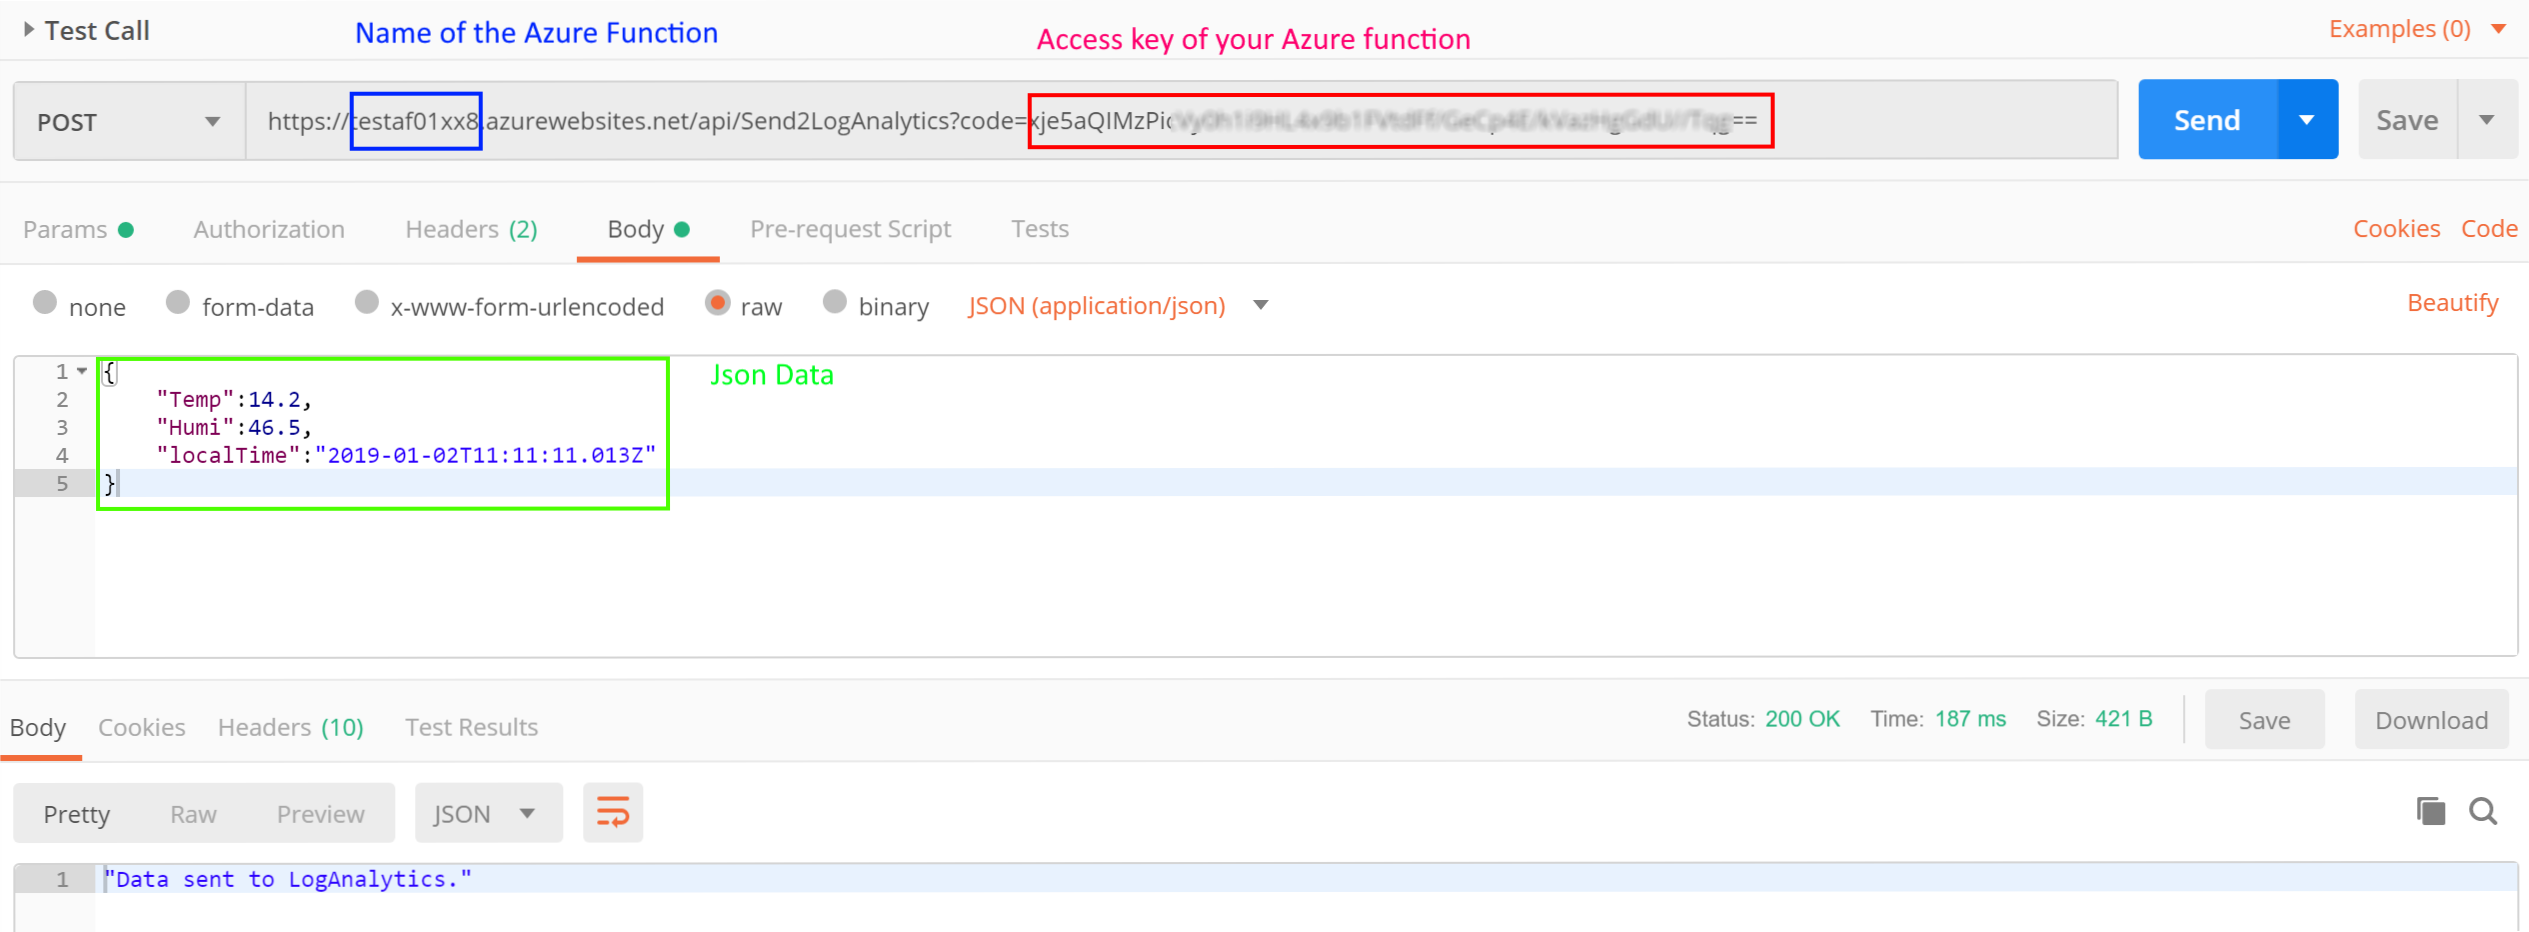 Test Call
Name of the Azure Function
Access key of your Azure function
Examples (0)
POST
https://testaf01xx8.azurewebsites.net/api/Send2LogAnalytics?code=xje5aQIMzPi ==
Send
Save
Params
Authorization
Headers (2)
Body
Pre-request Script
Tests
Cookies
Code
none
form-data
x-www-form-urlencoded
raw
binary
JSON (application/json)
Beautify
Json Data
1 {
2 "Temp":14.2,
3 "Humi":46.5,
4 "localTime":"2019-01-02T11:11:11.013Z"
5 }
Body
Cookies
Headers (10)
Test Results
Status: 200 OK
Time: 187 ms
Size: 421 B
Save
Download
Pretty
Raw
Preview
JSON
1 "Data sent to LogAnalytics."